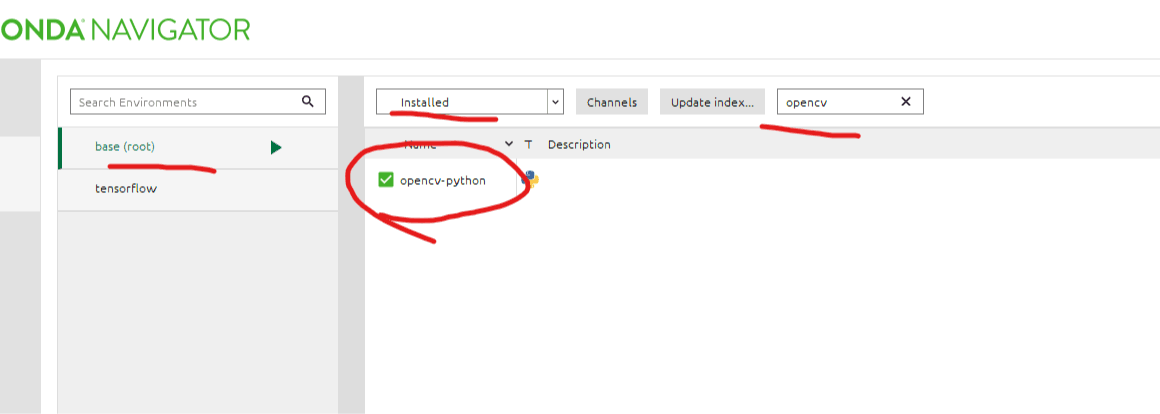 ONDA NAVIGATOR
Search Environments
Installed
Channels
Update index...
opencv
base (root)
Name
T
Description
opencv-python
tensorflow